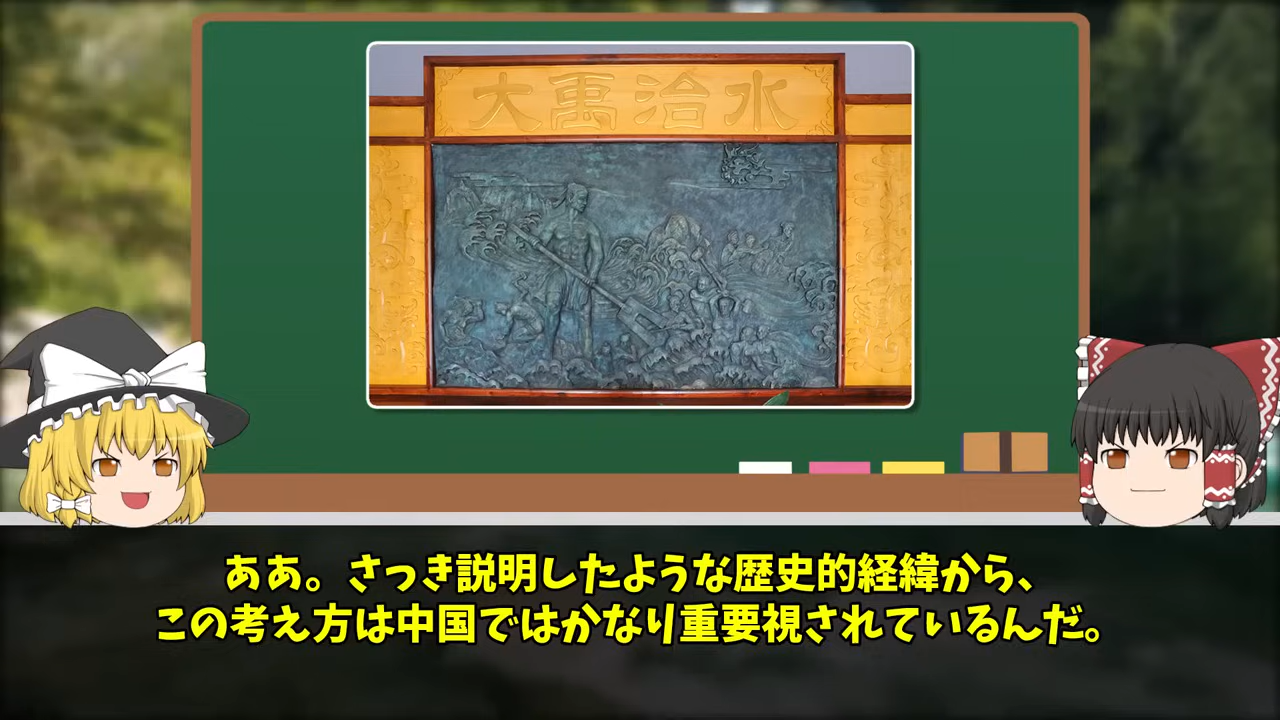 大禹治水
ああ。さっき説明したような歴史的経緯から、
この考え方は中国ではかなり重要視されているんだ。